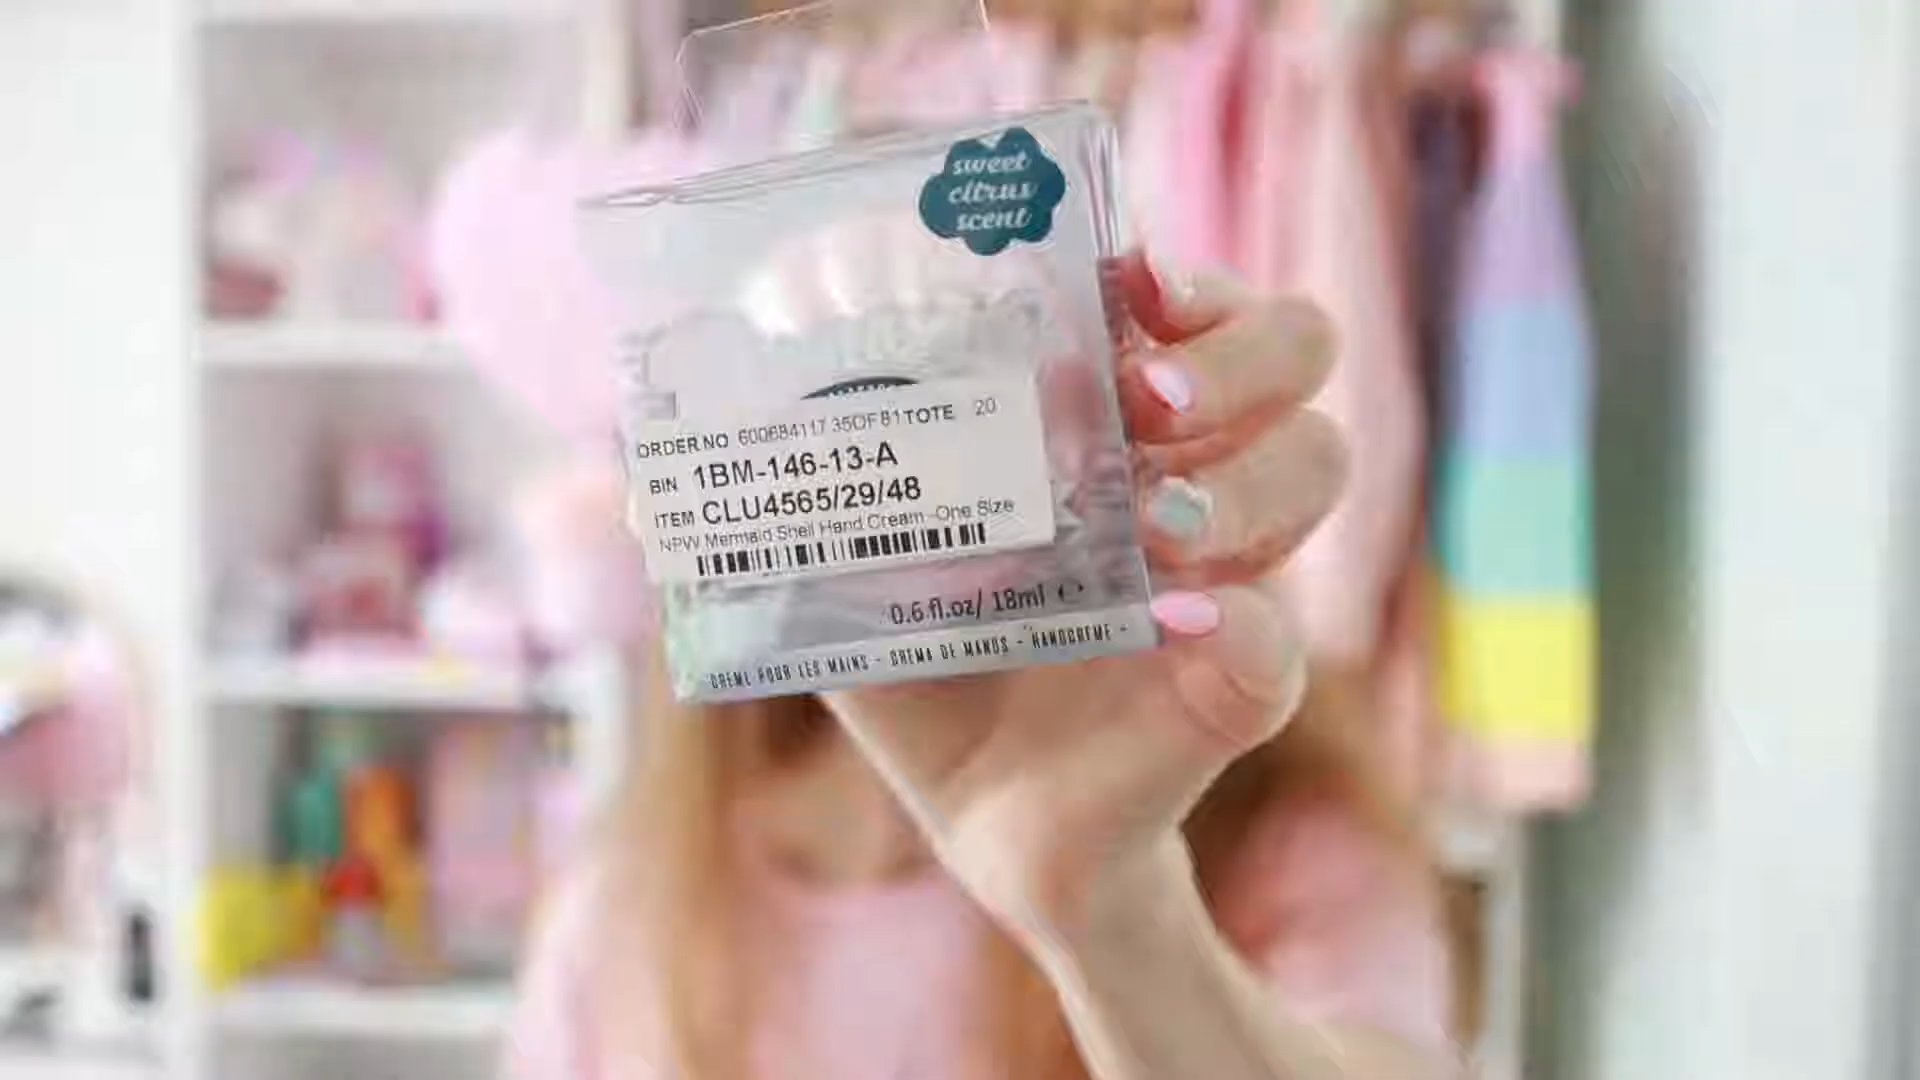 sweet
citrus
scent
ORDER NO 600684117 35OF81 TOTE 20
BIN 1BM-146-13-A
ITEM CLU4565/29/48
NPW Mermaid Shell Hand Cream -One Size
0.6 fl.oz/ 18ml
CRÈME POUR LES MAINS - CREMA DE MANOS - HANDCREME -